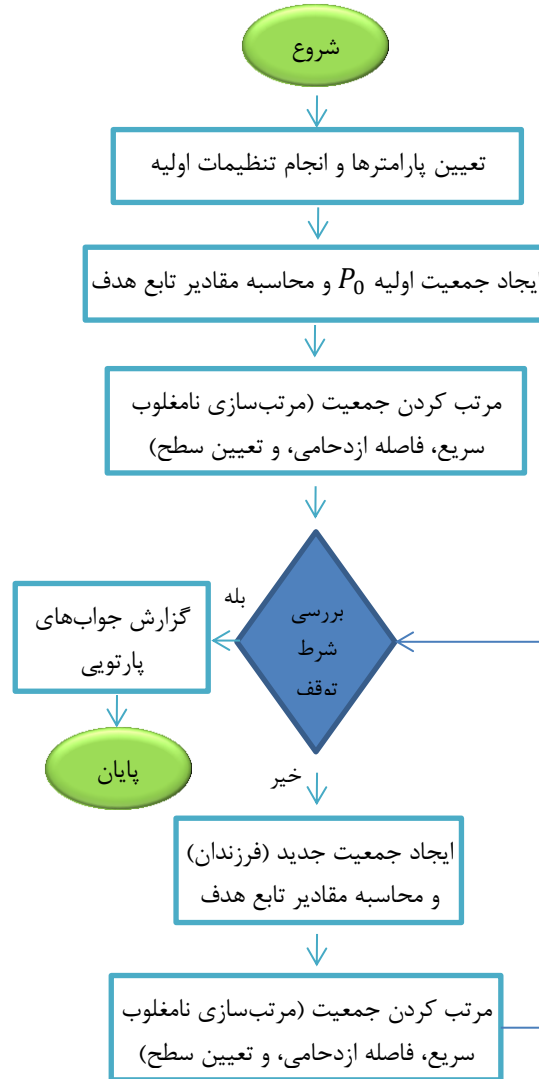 شروع
تعیین پارامترها و انجام تنظیمات اولیه
ایجاد جمعیت اولیه P₀ و محاسبه مقادیر تابع هدف
مرتب کردن جمعیت (مرتب‌سازی نامغلوب
سریع، فاصله ازدحامی، و تعیین سطح)
بررسی
شرط
توقف
بله
گزارش جواب‌های
پارتویی
پایان
خیر
ایجاد جمعیت جدید (فرزندان)
و محاسبه مقادیر تابع هدف
مرتب کردن جمعیت (مرتب‌سازی نامغلوب
سریع، فاصله ازدحامی، و تعیین سطح)